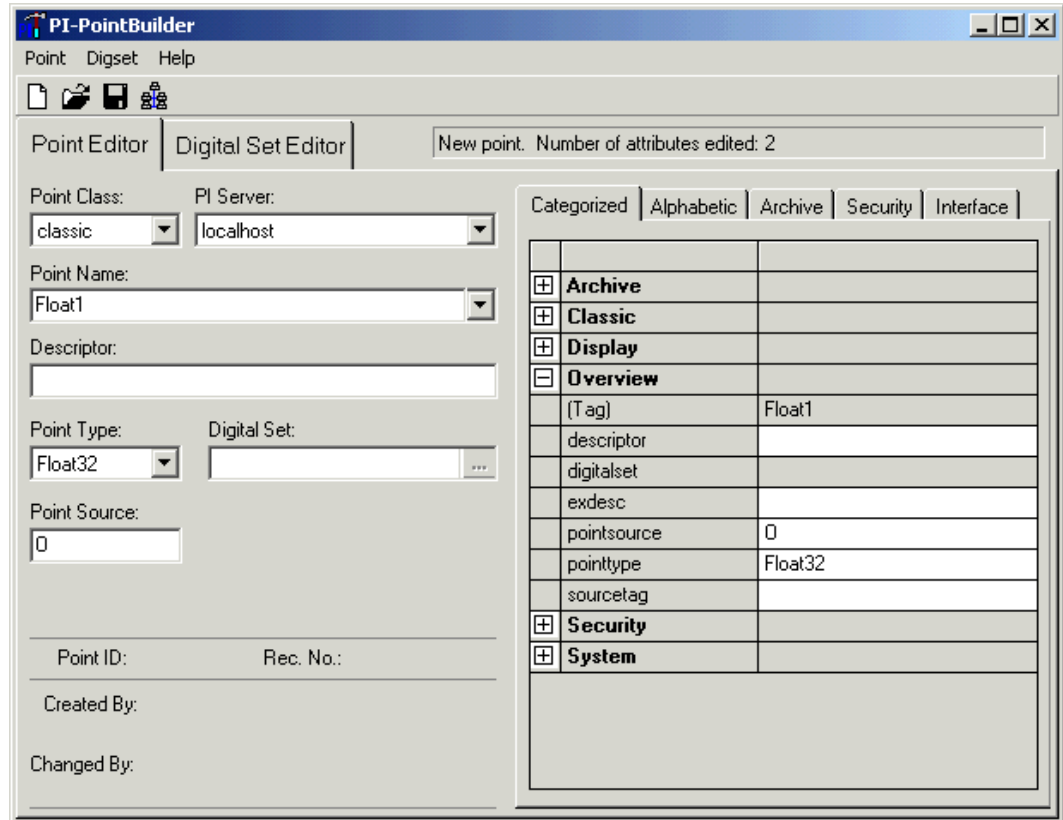 PI-PointBuilder
Point Digset Help
Point Editor Digital Set Editor New point. Number of attributes edited: 2
Point Class: PI Server:
classic localhost
Point Name:
Float1
Descriptor:
Point Type: Digital Set:
Float32 ...
Point Source:
O
Point ID: Rec. No.:
Created By:
Changed By:
Categorized Alphabetic Archive Security Interface
Archive
Classic
Display
Overview
(Tag) Float1
descriptor
digitalset
exdesc
pointsource O
pointtype Float32
sourcetag
Security
System